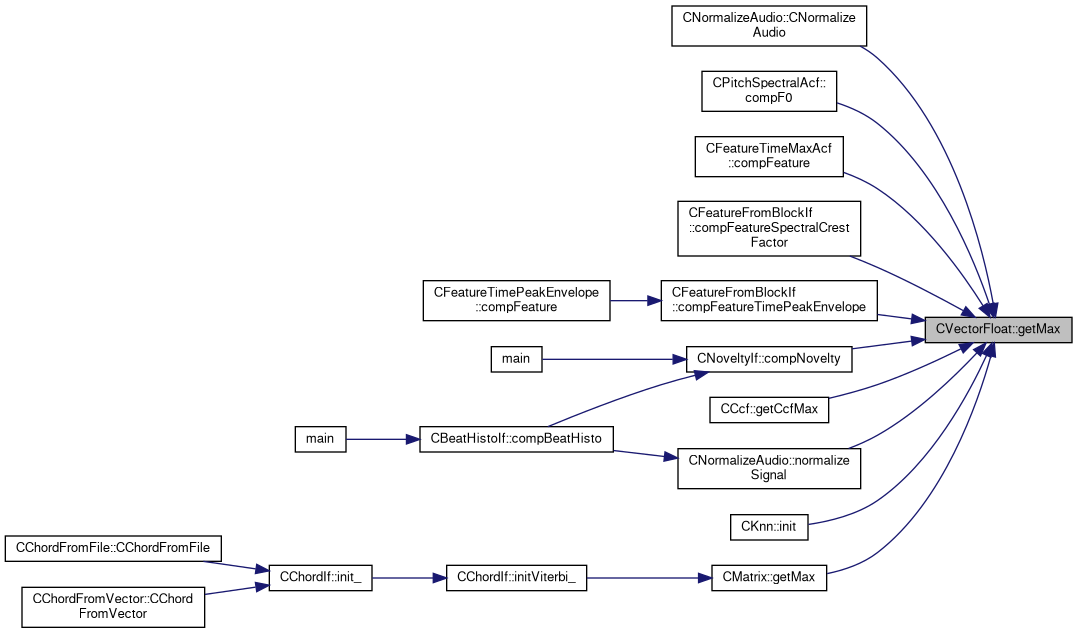 CNormalizeAudio::CNormalize
Audio
CPitchSpectralAcf::
compF0
CFeatureTimeMaxAcf
::compFeature
CFeatureFromBlockIf
::compFeatureSpectralCrest
Factor
CFeatureTimePeakEnvelope
::compFeature
CFeatureFromBlockIf
::compFeatureTimePeakEnvelope
CVectorFloat::getMax
main
CNoveltyIf::compNovelty
CCcf::getCcfMax
main
CBeatHistoIf::compBeatHisto
CNormalizeAudio::normalize
Signal
CKnn::init
CChordFromFile::CChordFromFile
CChordIf::init_
CChordIf::initViterbi_
CMatrix::getMax
CChordFromVector::CChord
FromVector